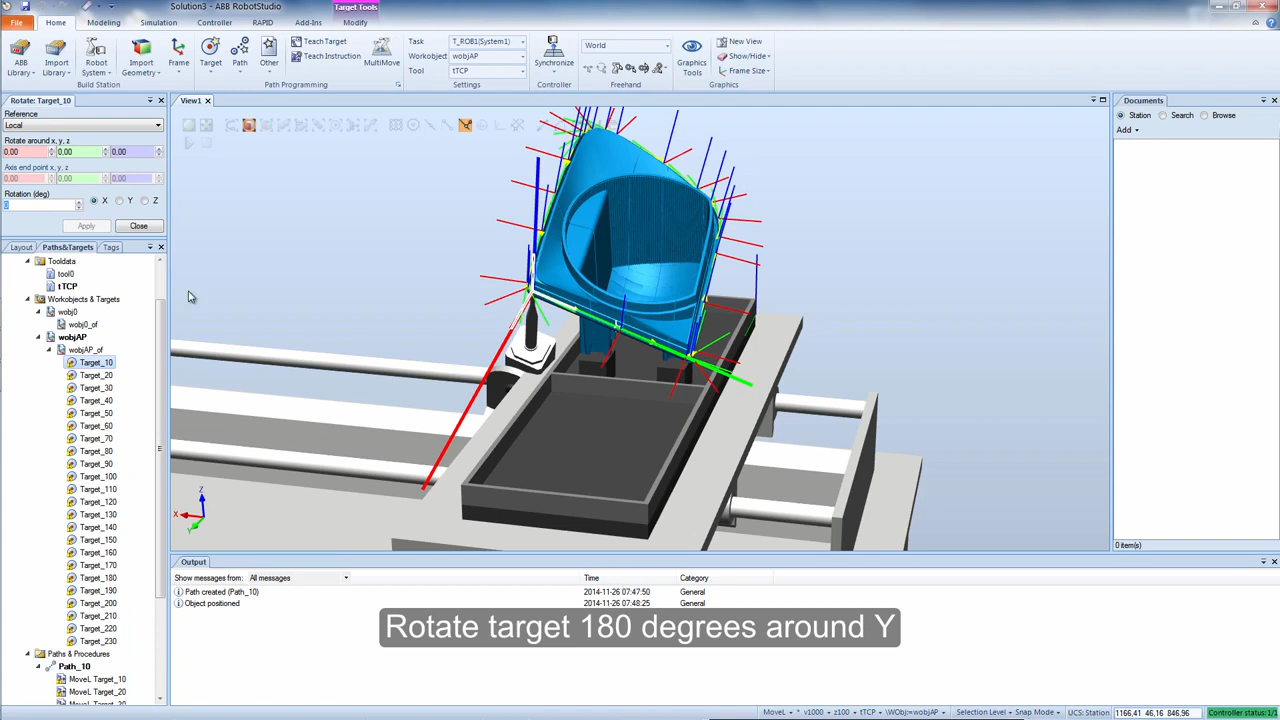 Solution3 - ABB RobotStudio
Target Tools
File
Home
Modeling
Simulation
Controller
RAPID
Add-Ins
Modify
ABB Library
Import Library
Robot System
Import Geometry
Frame
Target
Path
Other
Teach Target
Teach Instruction
MultiMove
Task
T_ROB1(System1)
Workobject
wobjAP
Tool
tTCP
Synchronize
World
Graphics Tools
New View
Show/Hide
Frame Size
Build Station
Path Programming
Settings
Controller
Freehand
Graphics
Rotate: Target_10
View1
Documents
Reference
Local
Rotate around x, y, z
0,00 0,00 0,00
Axis end point x, y, z
0,00 0,00 0,00
Rotation (deg)
0
X Y Z
Apply
Close
Station Search Browse
Add
Layout Paths&Targets Tags
Tooldata
tool0
tTCP
Workobjects & Targets
wobj0
wobj0_of
wobjAP
wobjAP_of
Target_10
Target_20
Target_30
Target_40
Target_50
Target_60
Target_70
Target_80
Target_90
Target_100
Target_110
Target_120
Target_130
Target_140
Target_150
Target_160
Target_170
Target_180
Target_190
Target_200
Target_210
Target_220
Target_230
Paths & Procedures
Path_10
MoveL Target_10
MoveL Target_20
MoveL Target_30
Z
X
Y
0 item(s)
Output
Show messages from: All messages
Time
Category
Path created (Path_10) 2014-11-26 07:47:50 General
Object positioned 2014-11-26 07:48:25 General
Rotate target 180 degrees around Y
MoveL * v1000 z100 tTCP \WObj:=wobjAP
Selection Level
Snap Mode
UCS: Station
1166,41 46,16 846,96
Controller status: 1/1